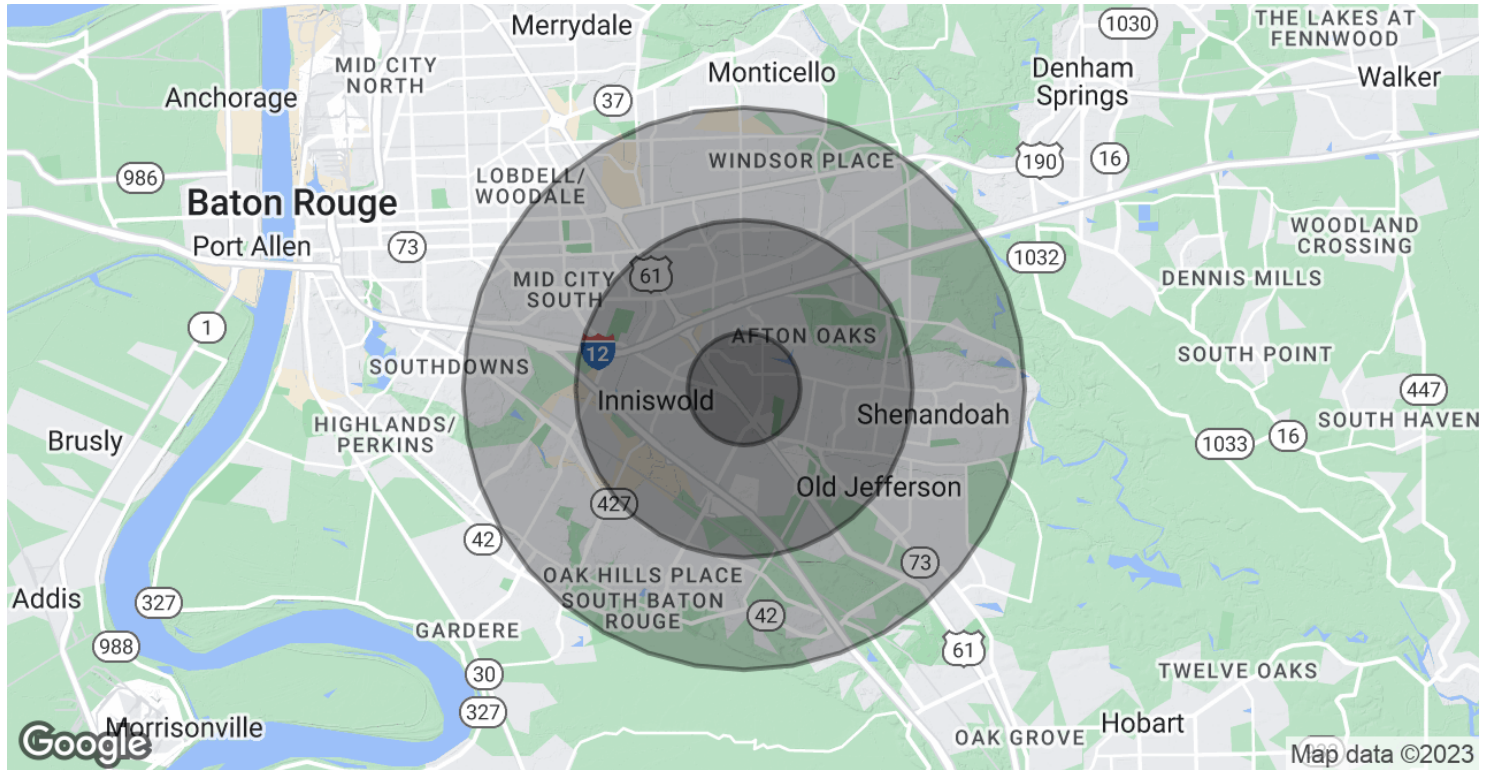 Merrydale
1030
THE LAKES AT
FENNWOOD
MID CITY
NORTH
Monticello
Denham
Springs
Walker
Anchorage
37
WINDSOR PLACE
190
16
986
LOBDELL/
WOODALE
Baton Rouge
Port Allen
73
WOODLAND
CROSSING
1032
61
MID CITY
SOUTH
DENNIS MILLS
1
AFTON OAKS
12
SOUTHDOWNS
SOUTH POINT
447
Inniswold
Shenandoah
SOUTH HAVEN
HIGHLANDS/
PERKINS
Brusly
1033
16
Old Jefferson
427
42
73
OAK HILLS PLACE
SOUTH BATON
ROUGE
Addis
327
42
GARDERE
988
61
30
TWELVE OAKS
327
Morrisonville
Hobart
OAK GROVE
Google
Map data ©2023